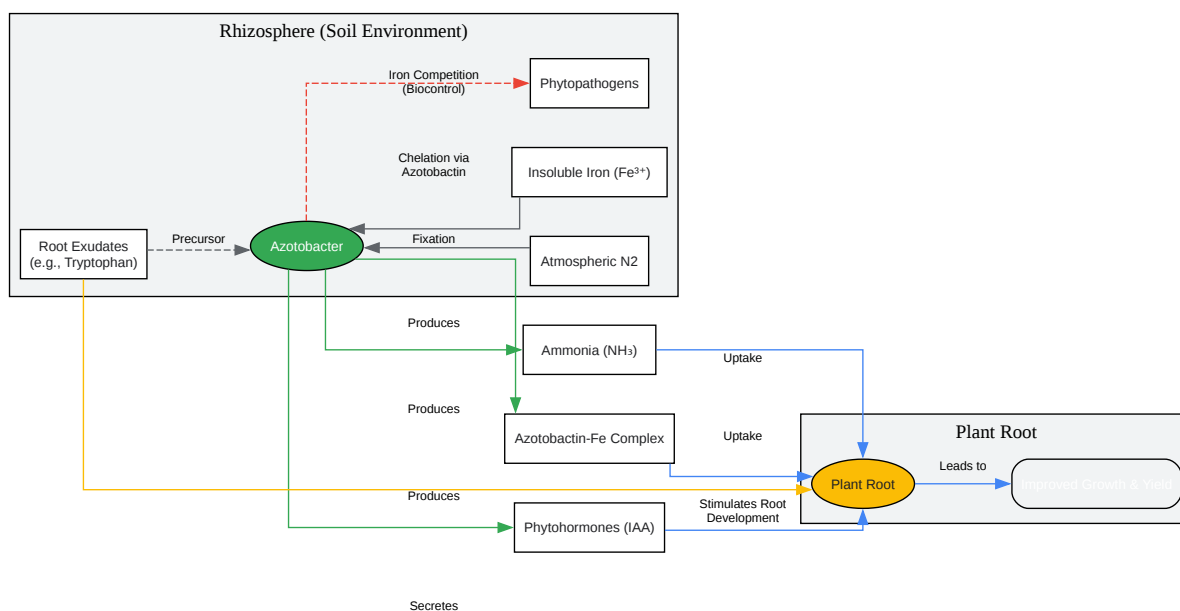 Rhizosphere (Soil Environment)
Iron Competition
(Biocontrol)
Phytopathogens
Chelation via
Azotobactin
Insoluble Iron (Fe³⁺)
Root Exudates
(e.g., Tryptophan)
Precursor
Azotobacter
Fixation
Atmospheric N2
Produces
Ammonia (NH₃)
Uptake
Produces
Azotobactin-Fe Complex
Uptake
Plant Root
Plant Root
Leads to
Improved Growth & Yield
Produces
Phytohormones (IAA)
Stimulates Root
Development
Secretes